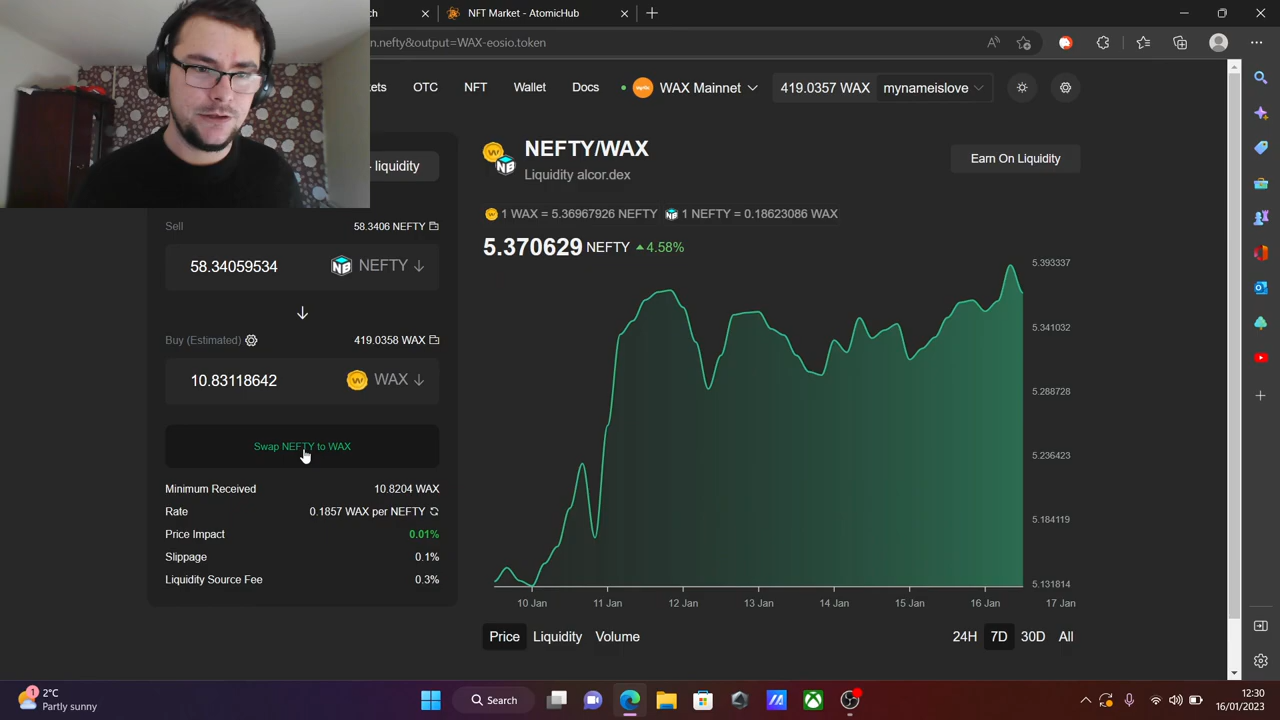 ch
NFT Market - AtomicHub
n.nefty&output=WAX-eosio.token
kets
OTC
NFT
Wallet
Docs
WAX Mainnet
419.0357 WAX
mynameislove
liquidity
NEFTY/WAX
Liquidity alcor.dex
Earn On Liquidity
1 WAX = 5.36967926 NEFTY
1 NEFTY = 0.18623086 WAX
5.370629 NEFTY 4.58%
Sell
58.3406 NEFTY
58.34059534
NEFTY
Buy (Estimated)
419.0358 WAX
10.83118642
WAX
Swap NEFTY to WAX
Minimum Received
10.8204 WAX
Rate
0.1857 WAX per NEFTY
Price Impact
0.01%
Slippage
0.1%
Liquidity Source Fee
0.3%
5.393337
5.341032
5.288728
5.236423
5.184119
5.131814
10 Jan
11 Jan
12 Jan
13 Jan
14 Jan
15 Jan
16 Jan
17 Jan
Price
Liquidity
Volume
24H
7D
30D
All
1
2°C
Partly sunny
Search
12:30
16/01/2023